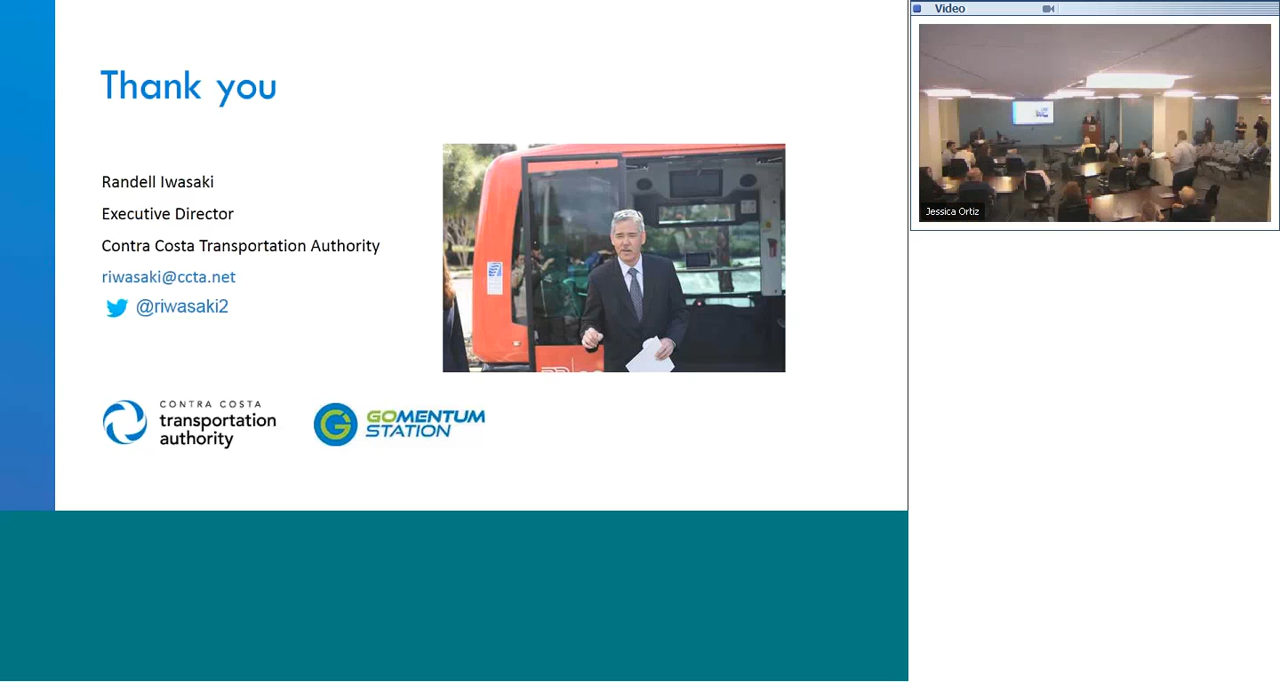 Thank you
Randell Iwasaki
Executive Director
Contra Costa Transportation Authority
riwasaki@ccta.net
@riwasaki2
CONTRA COSTA
transportation
authority
GOMENTUM
STATION
Video
Jessica Ortiz